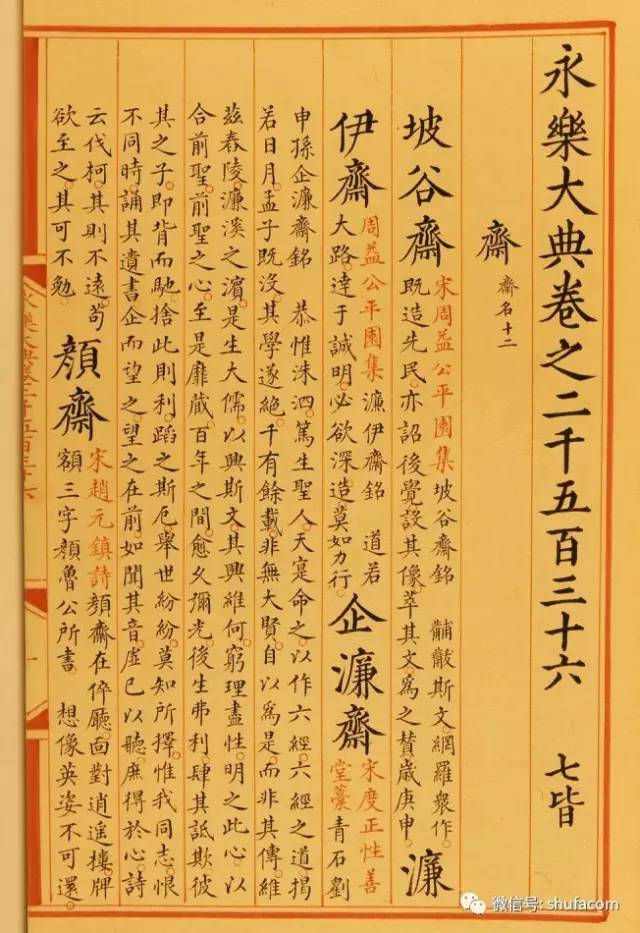 永樂大典卷之二千五百三十六 七皆
齋 齋名十二
坡谷齋 宋周益公平園集坡谷齋銘 黼黻斯文網羅衆作
既造先民亦詔後覺設其像萃其文為之贊歲庚申 濂
伊齋 周益公平園集濂伊齋銘 道若
大路達于誠明必欲深造莫如力行 企濂齋 宋度正性善
堂藁青石劉
申孫企濂齋銘 恭惟洙泗篤生聖人天寔命之以作六經六經之道揭
若日月孟子既没其學遂絶千有餘載非無大賢自以為是而非其傳維
兹舂陵濂溪之濵是生大儒以興斯文其興維何窮理盡性明之此心以
合前聖前聖之心至是靡蔵百年之間愈久彌光後生弗利肆其詆欺彼
其之子即背而馳捨此則利蹈之斯厄舉世紛紛莫知所擇惟我同志恨
不同時誦其遺書企而望之望之在前如聞其音虚已以聽庶得於心詩
云伐柯其則不遠苟
欲至之其可不勉 顔齋 宋趙元鎮詩顔齋在倅廳面對逍遥樓牌
額三字顔魯公所書 想像英姿不可還
永樂大典卷二千五百三十六
一
微信号: shufacom